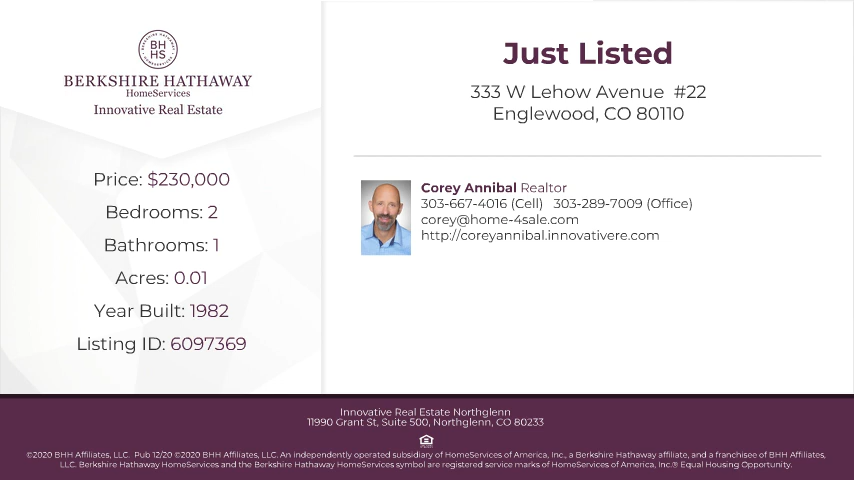 BERKSHIRE HATHAWAY
HomeServices
Innovative Real Estate
Price: $230,000
Bedrooms: 2
Bathrooms: 1
Acres: 0.01
Year Built: 1982
Listing ID: 6097369
Just Listed
333 W Lehow Avenue #22
Englewood, CO 80110
Corey Annibal Realtor
303-667-4016 (Cell) 303-289-7009 (Office)
corey@home-4sale.com
http://coreyannibal.innovativere.com
Innovative Real Estate Northglenn
11990 Grant St, Suite 500, Northglenn, CO 80233
©2020 BHH Affiliates, LLC. Pub 12/20 ©2020 BHH Affiliates, LLC. An independently operated subsidiary of HomeServices of America, Inc., a Berkshire Hathaway affiliate, and a franchisee of BHH Affiliates,
LLC. Berkshire Hathaway HomeServices and the Berkshire Hathaway HomeServices symbol are registered service marks of HomeServices of America, Inc.® Equal Housing Opportunity.